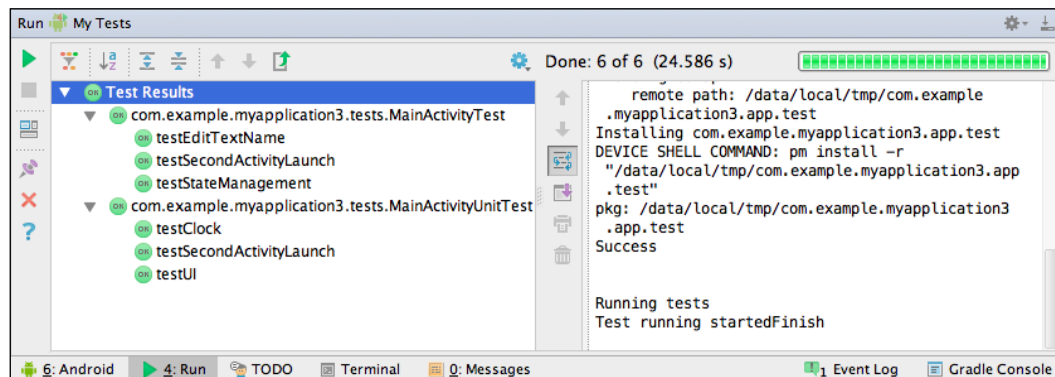 Run My Tests
Done: 6 of 6 (24.586 s)
Test Results
com.example.myapplication3.tests.MainActivityTest
testEditTextName
testSecondActivityLaunch
testStateManagement
com.example.myapplication3.tests.MainActivityUnitTest
testClock
testSecondActivityLaunch
testUI
remote path: /data/local/tmp/com.example
.myapplication3.app.test
Installing com.example.myapplication3.app.test
DEVICE SHELL COMMAND: pm install -r
"/data/local/tmp/com.example.myapplication3.app
.test"
pkg: /data/local/tmp/com.example.myapplication3
.app.test
Success
Running tests
Test running startedFinish
6: Android 4: Run TODO Terminal 0: Messages 1 Event Log Gradle Console